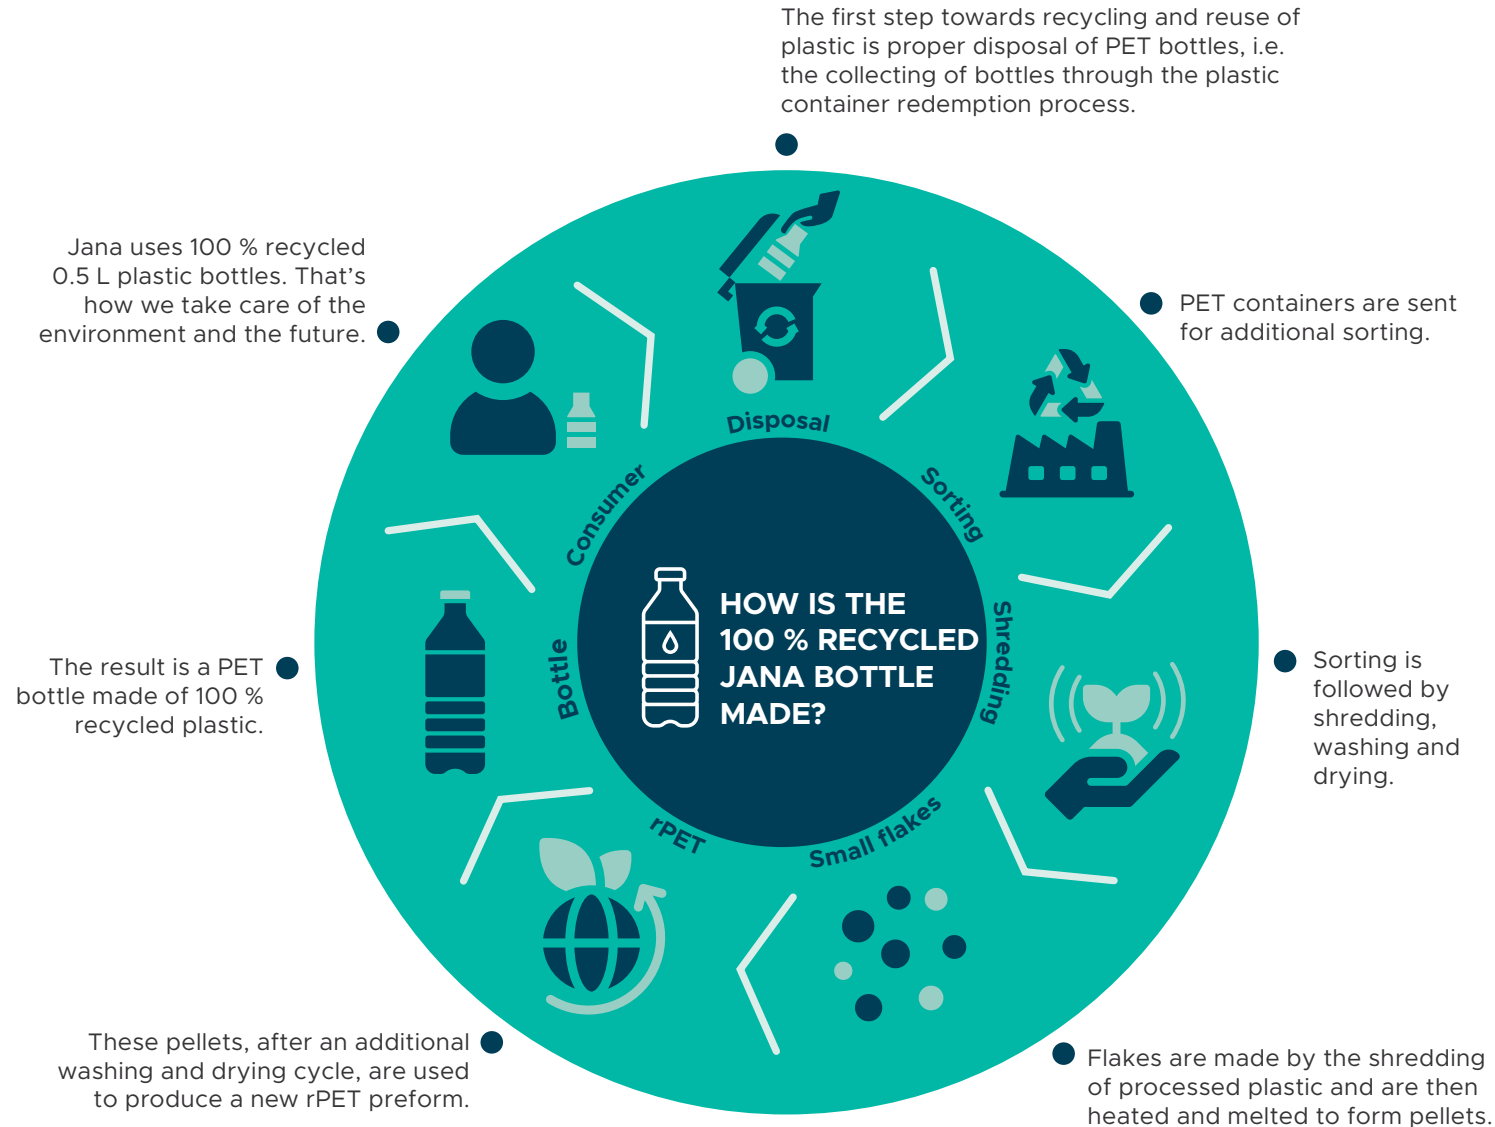 The first step towards recycling and reuse of
plastic is proper disposal of PET bottles, i.e.
the collecting of bottles through the plastic
container redemption process.
PET containers are sent
for additional sorting.
Sorting is
followed by
shredding,
washing and
drying.
Flakes are made by the shredding
of processed plastic and are then
heated and melted to form pellets.
These pellets, after an additional
washing and drying cycle, are used
to produce a new rPET preform.
The result is a PET
bottle made of 100 %
recycled plastic.
Jana uses 100 % recycled
0.5 L plastic bottles. That’s
how we take care of the
environment and the future.
Disposal
Sorting
Shredding
Small flakes
rPET
Bottle
Consumer
HOW IS THE
100 % RECYCLED
JANA BOTTLE
MADE?